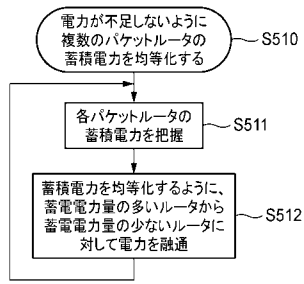 電力が不足しないように
複数のパケットルータの
蓄積電力を均等化する
S510
各パケットルータの
蓄積電力を把握
S511
蓄積電力を均等化するように、
蓄電電力量の多いルータから
蓄電電力量の少ないルータに
対して電力を融通
S512